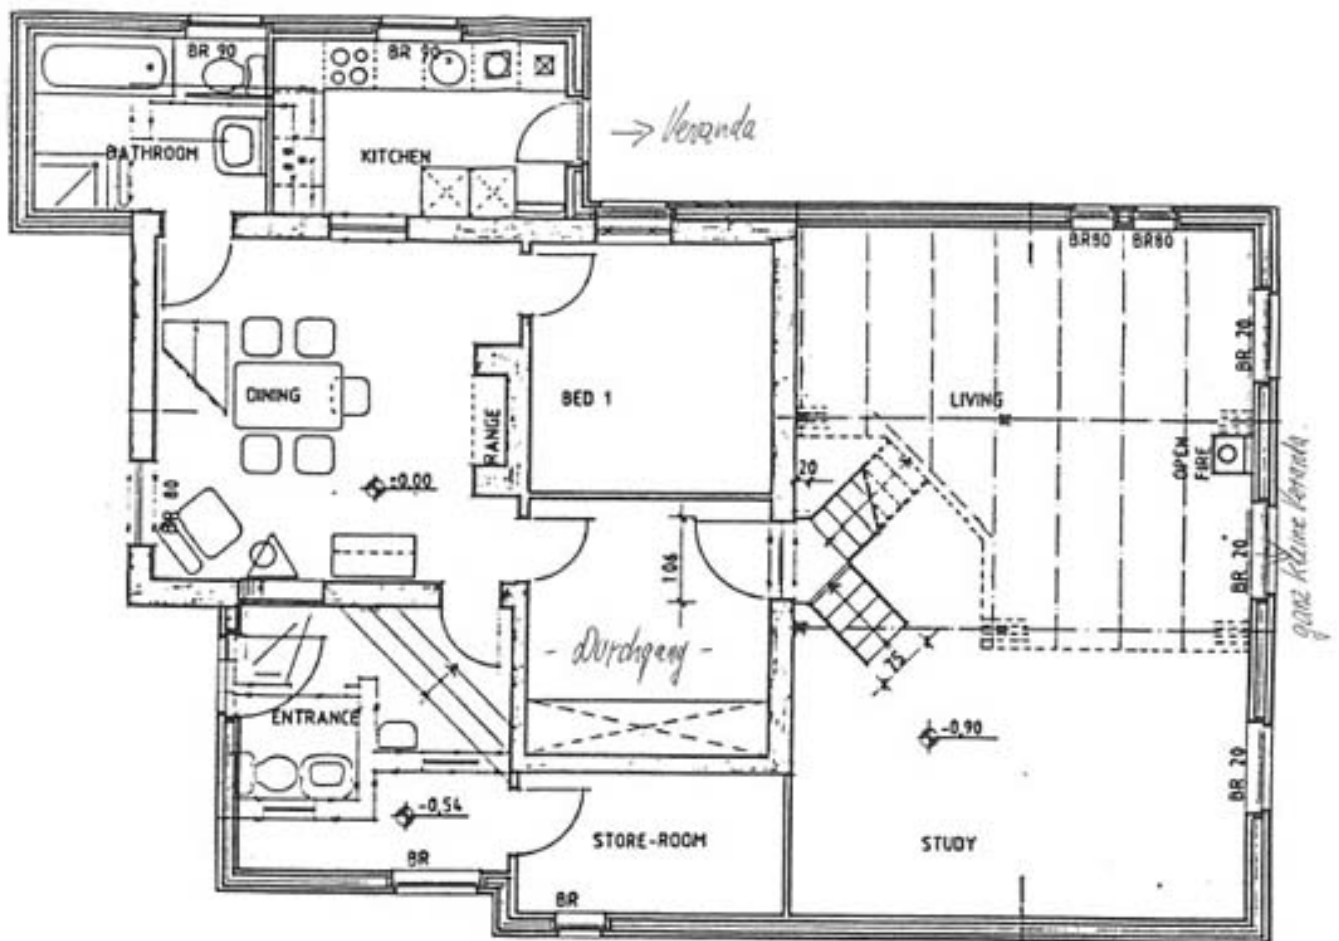 BR 90
BR 90
→ Veranda
BATHROOM
KITCHEN
BR90
BR80
BR 20
DINING
BED 1
LIVING
RANGE
OPEN
FIRE
±0,00
20
BR 80
106
BR 20
ganz kleine Veranda.
- Durchgang -
75
ENTRANCE
-0,90
BR 20
-0,54
STORE-ROOM
STUDY
BR
BR